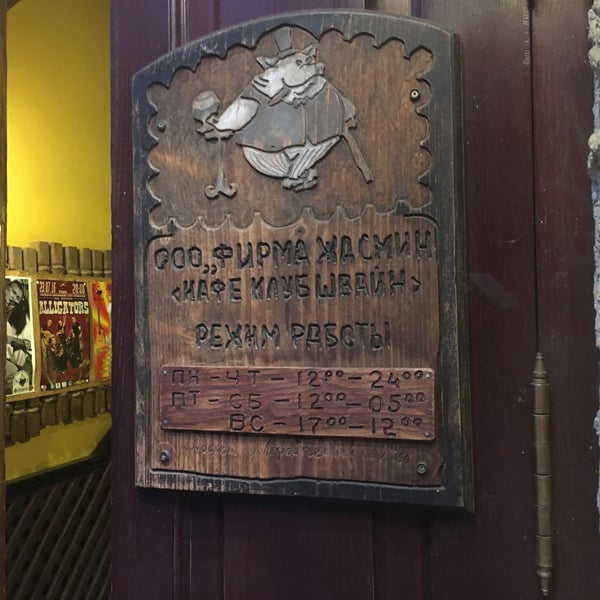 ООО „ФИРМА ЖАСМИН
<КАФЕ КЛУБ ШВАЙН>
РЕЖИМ РАБОТЫ
ПН-ЧТ-12⁰⁰-24⁰⁰
ПТ-СБ-12⁰⁰-05⁰⁰
ВС-17⁰⁰-12⁰⁰
ALLIGATORS